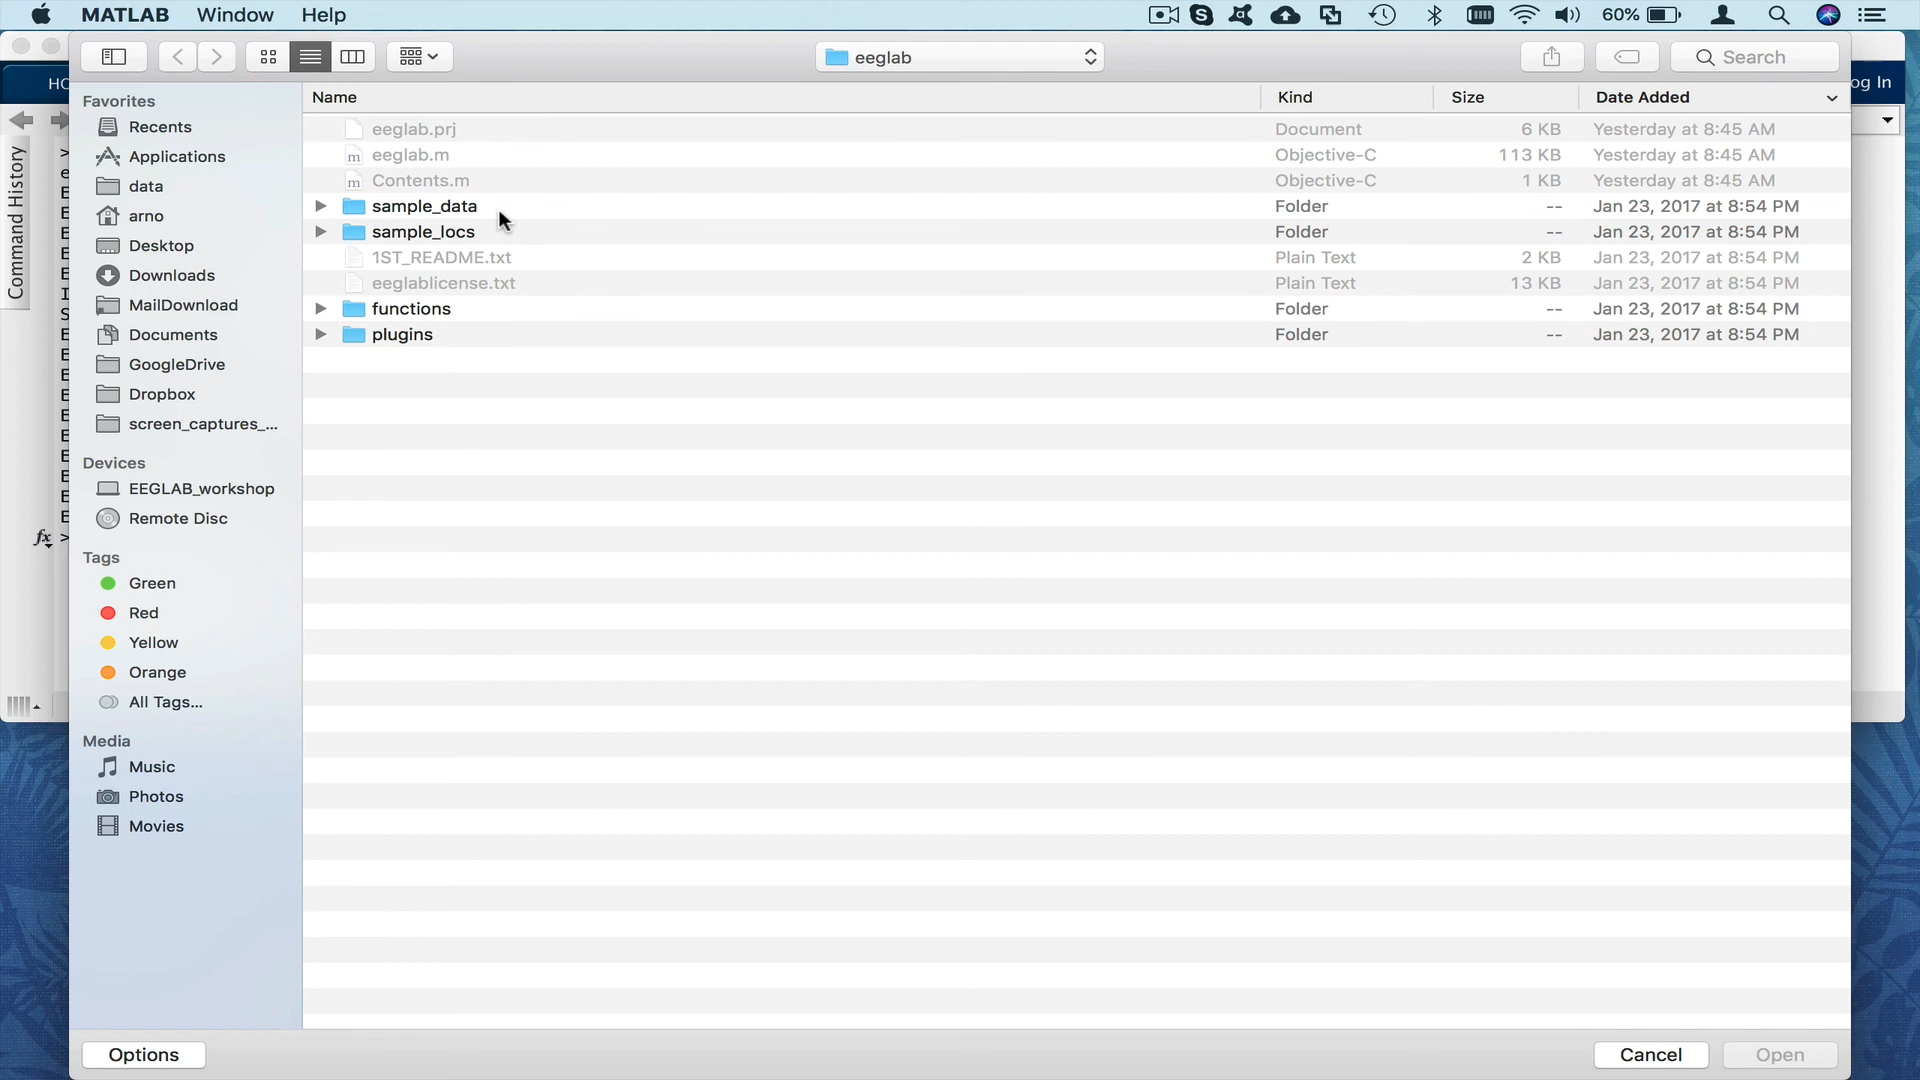 MATLAB Window Help 60%
eeglab Search
HO og In
Command History
Favorites
Recents
Applications
data
arno
Desktop
Downloads
MailDownload
Documents
GoogleDrive
Dropbox
screen_captures_...
Devices
EEGLAB_workshop
Remote Disc
Tags
Green
Red
Yellow
Orange
All Tags...
Media
Music
Photos
Movies
Name Kind Size Date Added
eeglab.prj Document 6 KB Yesterday at 8:45 AM
eeglab.m Objective-C 113 KB Yesterday at 8:45 AM
Contents.m Objective-C 1 KB Yesterday at 8:45 AM
sample_data Folder -- Jan 23, 2017 at 8:54 PM
sample_locs Folder -- Jan 23, 2017 at 8:54 PM
1ST_README.txt Plain Text 2 KB Jan 23, 2017 at 8:54 PM
eeglablicense.txt Plain Text 13 KB Jan 23, 2017 at 8:54 PM
functions Folder -- Jan 23, 2017 at 8:54 PM
plugins Folder -- Jan 23, 2017 at 8:54 PM
fx >
Options Cancel Open